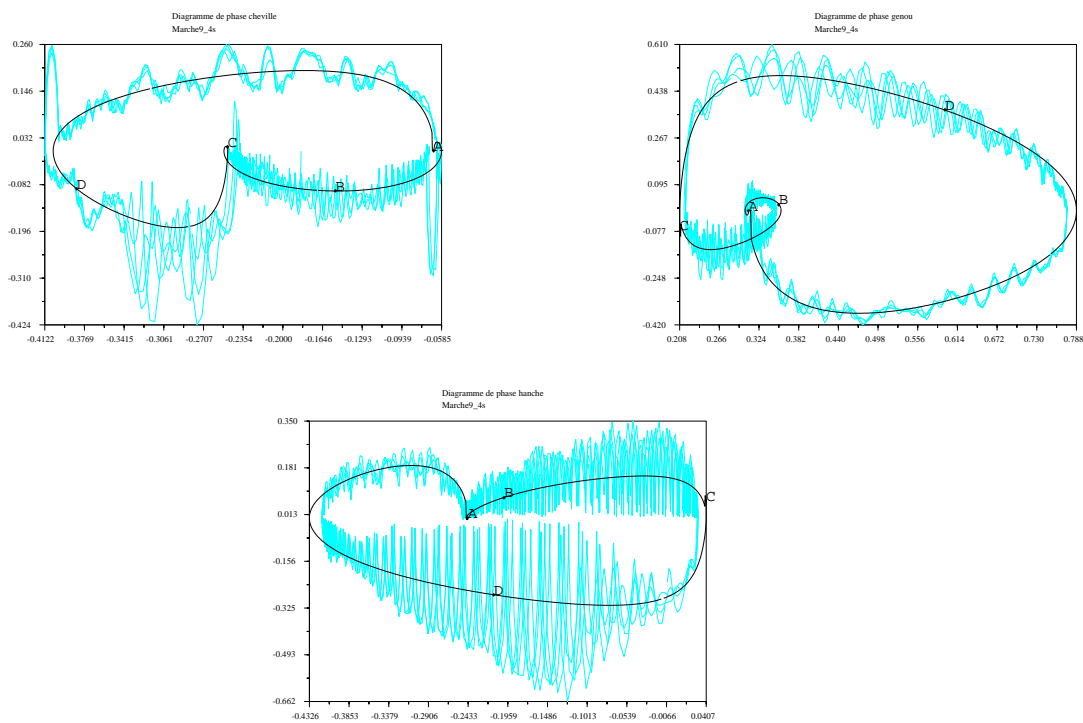 Diagramme de phase cheville
Marche9_4s
0.260
0.146
0.032
-0.082
-0.196
-0.310
-0.424
-0.4122 -0.3769 -0.3415 -0.3061 -0.2707 -0.2354 -0.2000 -0.1646 -0.1293 -0.0939 -0.0585
A
B
C
D
Diagramme de phase genou
Marche9_4s
0.610
0.438
0.267
0.095
-0.077
-0.248
-0.420
0.208 0.266 0.324 0.382 0.440 0.498 0.556 0.614 0.672 0.730 0.788
D
B
A
C
Diagramme de phase hanche
Marche9_4s
0.350
0.181
0.013
-0.156
-0.325
-0.493
-0.662
-0.4326 -0.3853 -0.3379 -0.2906 -0.2433 -0.1959 -0.1486 -0.1013 -0.0539 -0.0066 0.0407
B
C
A
D